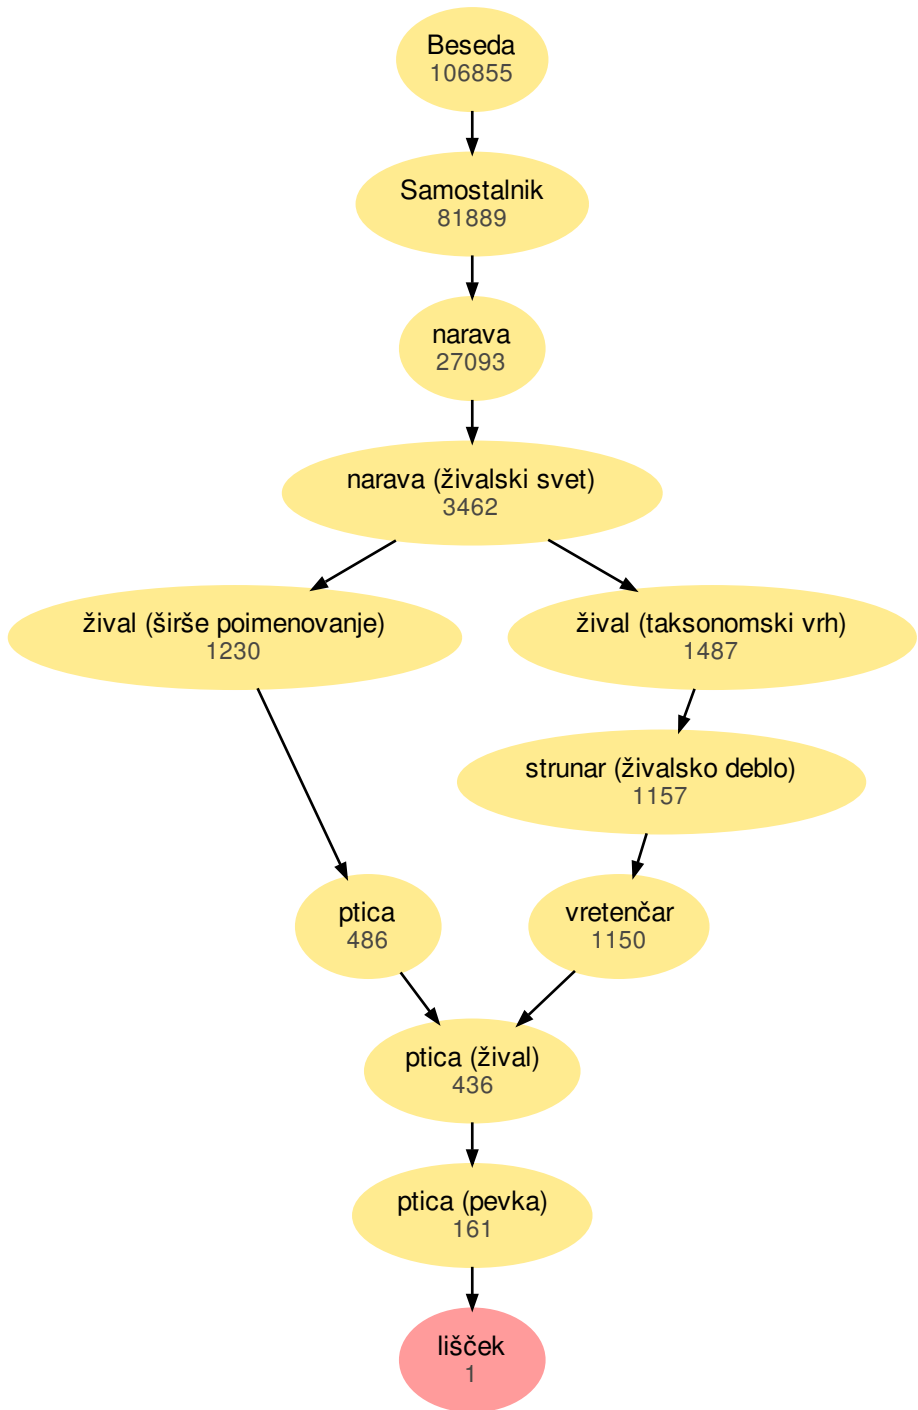 Beseda
106855
Samostalnik
81889
narava
27093
narava (živalski svet)
3462
žival (širše poimenovanje)
1230
žival (taksonomski vrh)
1487
strunar (živalsko deblo)
1157
ptica
486
vretenčar
1150
ptica (žival)
436
ptica (pevka)
161
lišček
1